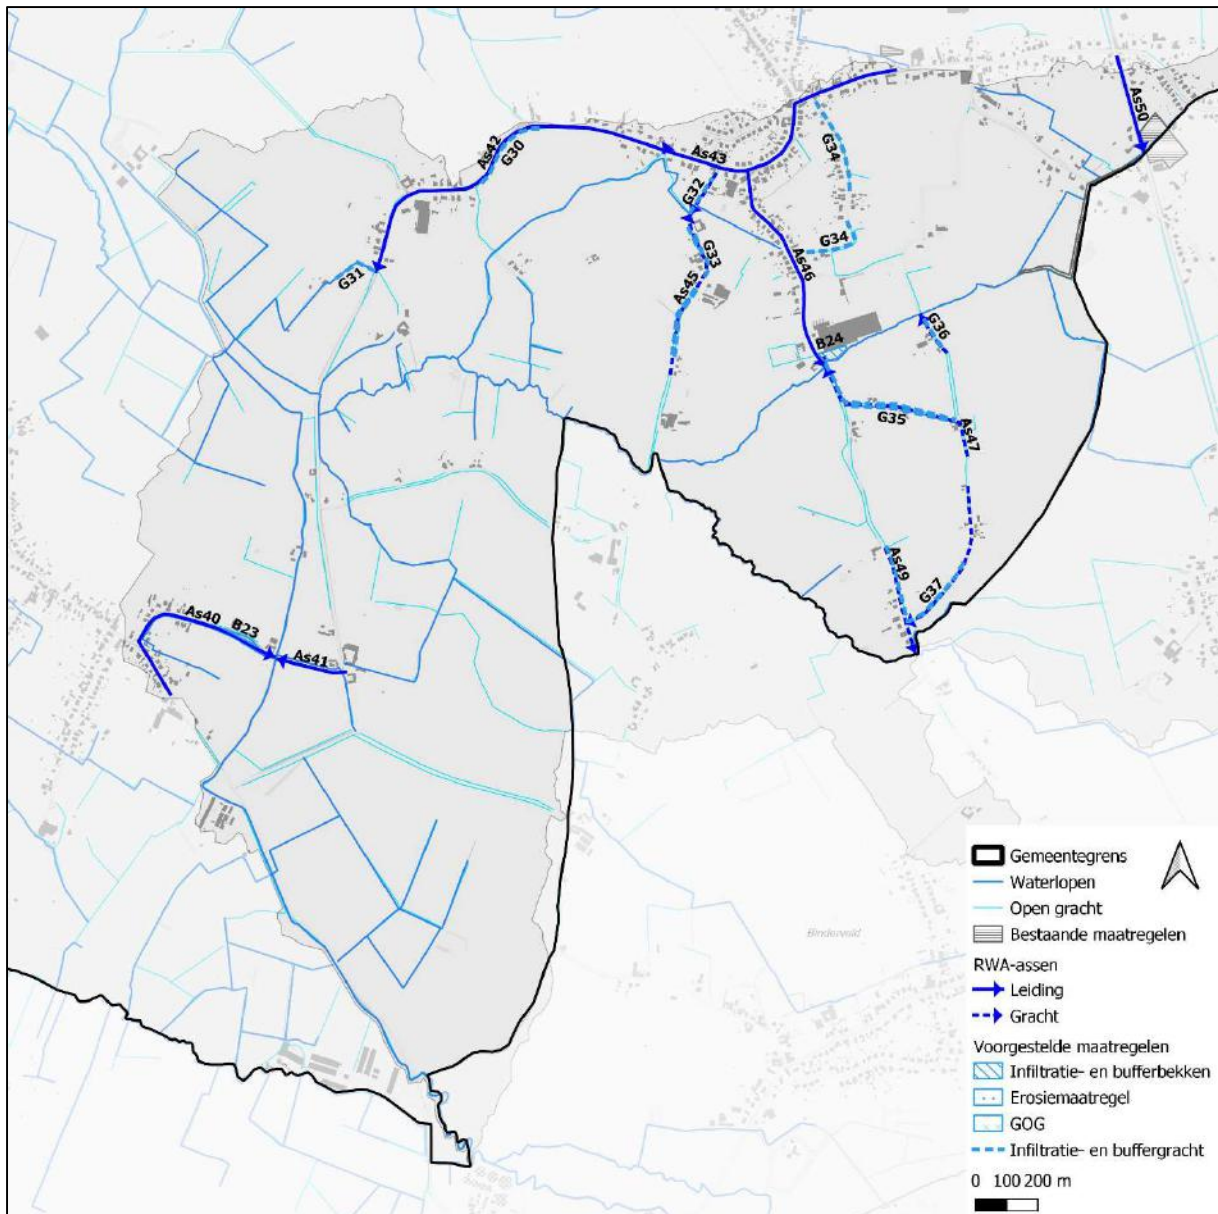 As50
As42
G30
As43
G34
G32
G34
G33
As46
G31
As45
B24
G36
G35
As47
As49
G37
As40
B23
As41
Binderveld
Gemeentegrens
Waterlopen
Open gracht
Bestaande maatregelen
RWA-assen
Leiding
Gracht
Voorgestelde maatregelen
Infiltratie- en bufferbekken
Erosiemaatregel
GOG
Infiltratie- en buffergracht
0 100 200 m